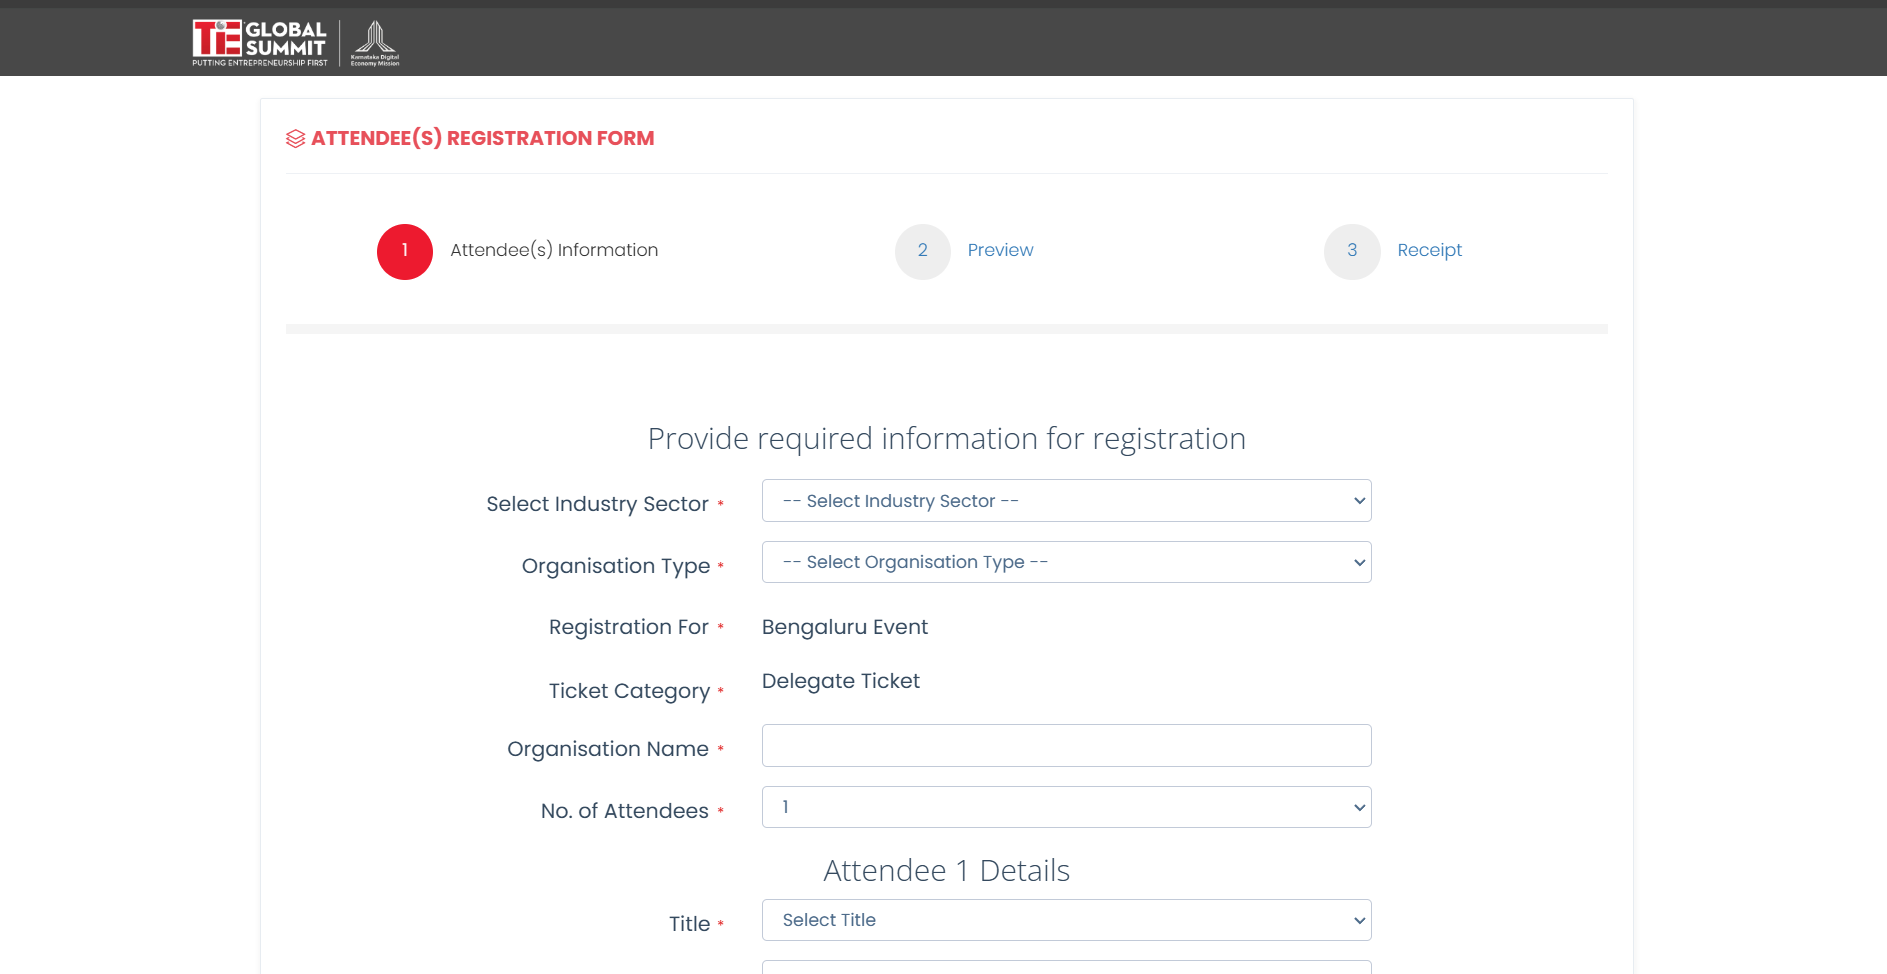 TiE GLOBAL
SUMMIT
PUTTING ENTREPRENEURSHIP FIRST
Karnataka Digital
Economy Mission
ATTENDEE(S) REGISTRATION FORM
1 Attendee(s) Information
2 Preview
3 Receipt
Provide required information for registration
Select Industry Sector *
-- Select Industry Sector --
Organisation Type *
-- Select Organisation Type --
Registration For *
Bengaluru Event
Ticket Category *
Delegate Ticket
Organisation Name *
No. of Attendees *
1
Attendee 1 Details
Title *
Select Title